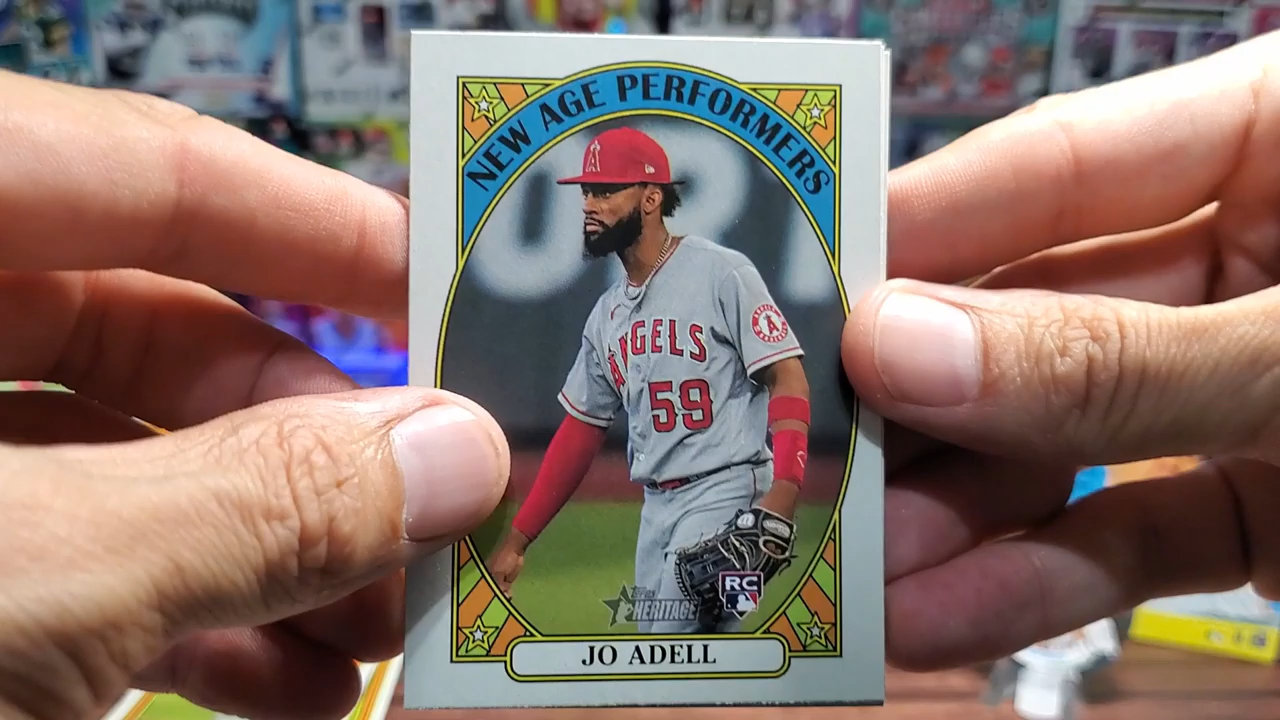 NEW AGE PERFORMERS
A
ANGELS
59
A
Topps
HERITAGE
RC
JO ADELL